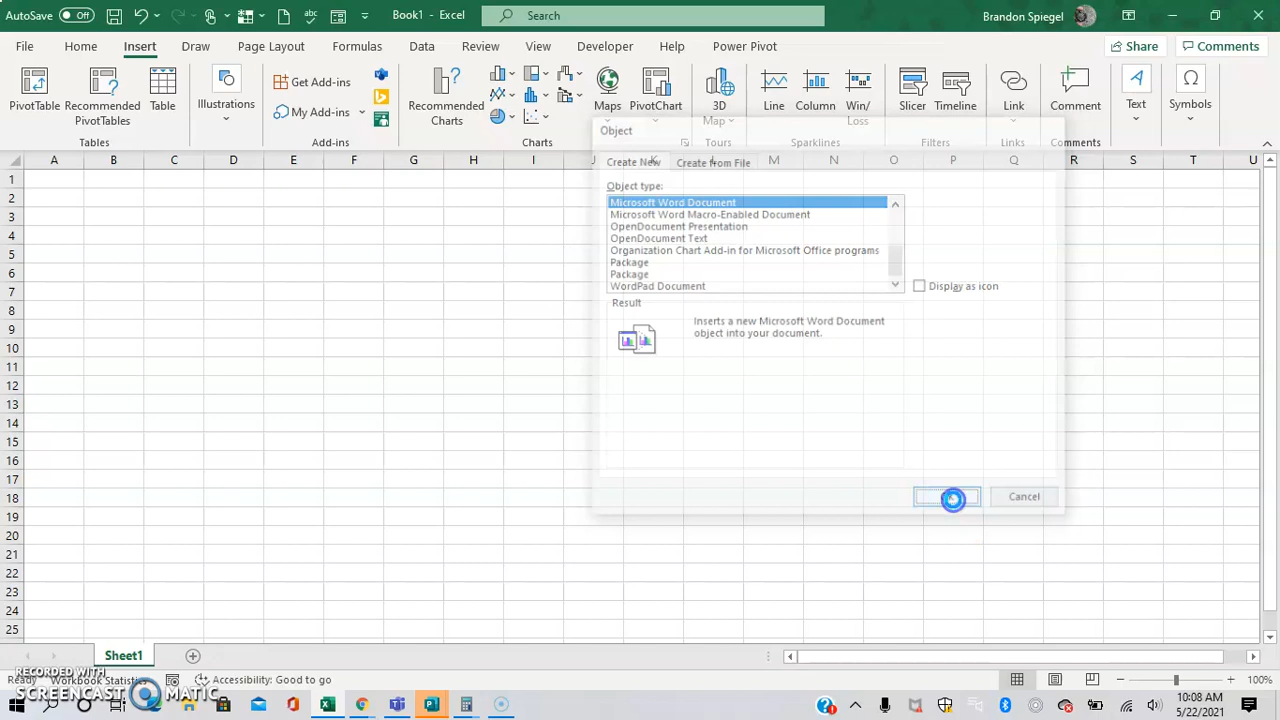 AutoSave Off Book1 - Excel Search Brandon Spiegel
File Home Insert Draw Page Layout Formulas Data Review View Developer Help Power Pivot Share Comments
PivotTable Recommended PivotTables Table Illustrations Get Add-ins My Add-ins Recommended Charts Maps PivotChart 3D Map Line Column Win/Loss Slicer Timeline Link Comment Text Symbols
Tables Add-ins Charts Tours Sparklines Filters Links Comments
Object
A B C D E F G H I J K L M N O P Q R S T U
Create New Create from File
1
Object type:
2
Microsoft Word Document
3
Microsoft Word Macro-Enabled Document
OpenDocument Presentation
4
OpenDocument Text
5
Organization Chart Add-in for Microsoft Office programs
6
Package
Package
7
WordPad Document Display as icon
8
Result
9
Inserts a new Microsoft Word Document
object into your document.
10
11
12
13
14
15
16
17
18
Cancel
19
20
21
22
23
24
25
Sheet1
RECORDED WITH
SCREENCAST MATIC
Ready Workbook Statistics Accessibility: Good to go 100%
10:08 AM
5/22/2021